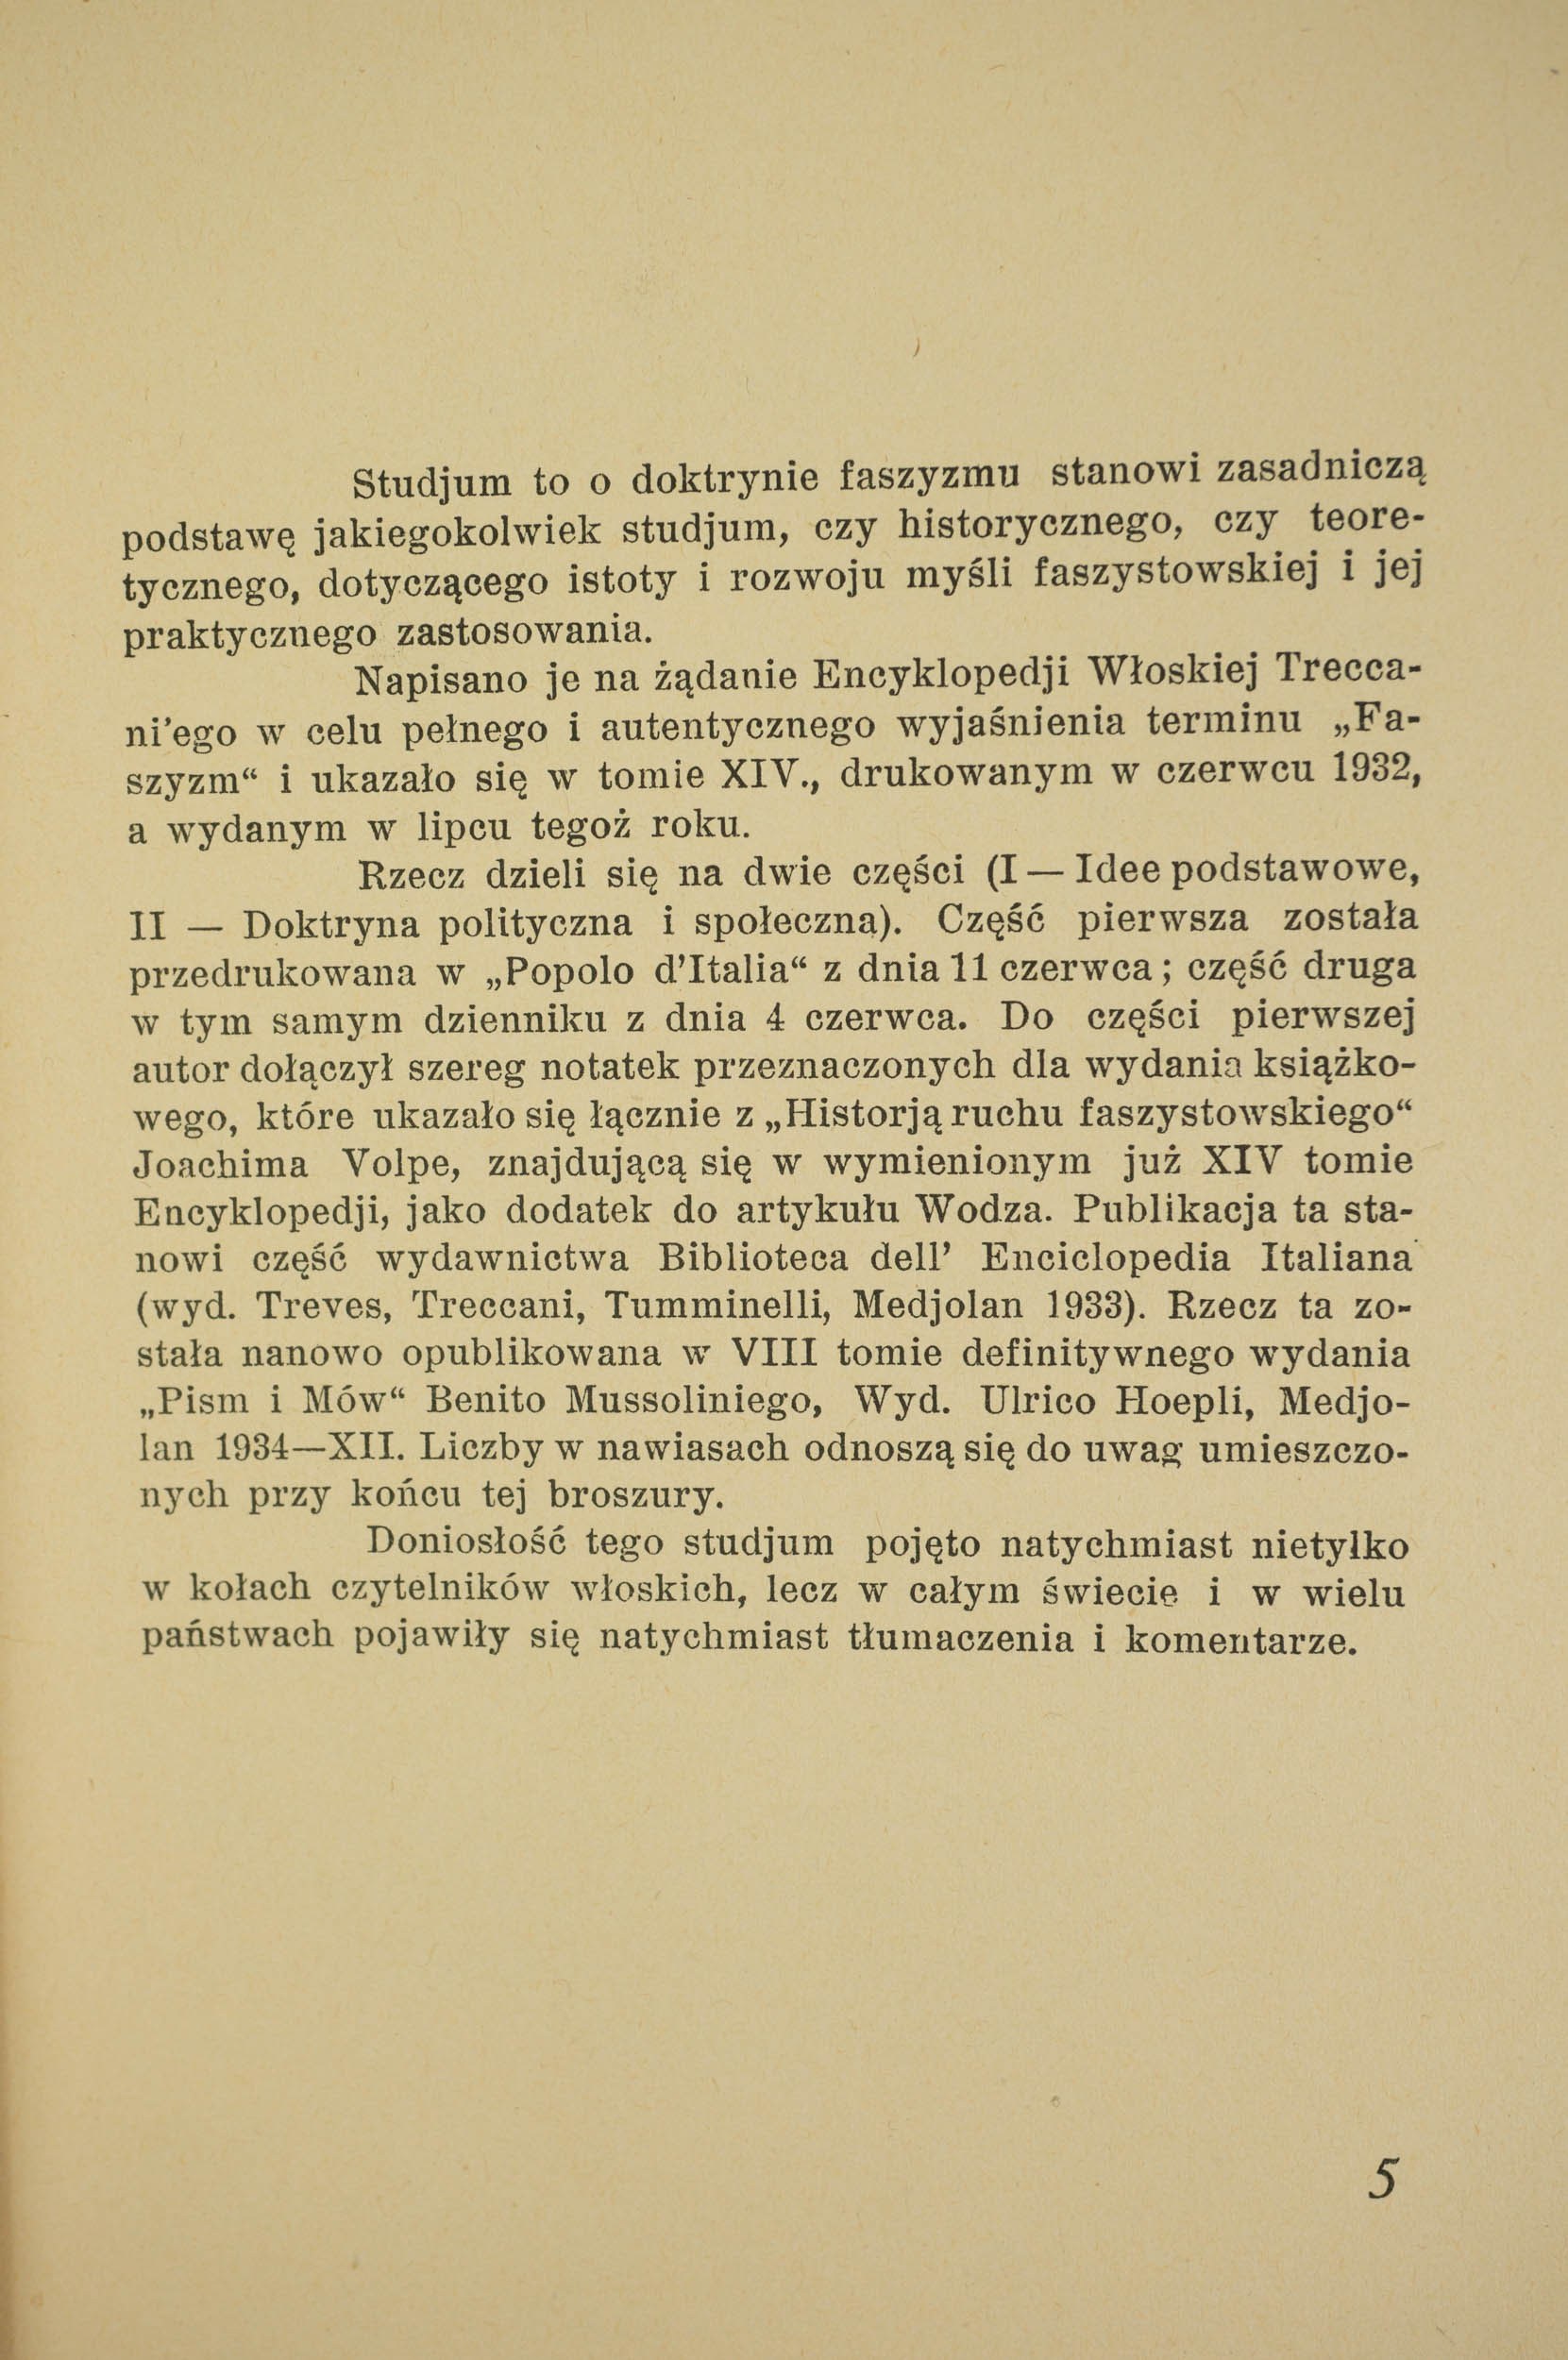 Studjum to o doktrynie faszyzmu stanowi zasadniczą
podstawę jakiegokolwiek studjum, czy historycznego, czy teore-
tycznego, dotyczącego istoty i rozwoju myśli faszystowskiej i jej
praktycznego zastosowania.
Napisano je na żądanie Encyklopedji Włoskiej Trecca-
ni'ego w celu pełnego i autentycznego wyjaśnienia terminu „Fa-
szyzm“ i ukazało się w tomie XIV., drukowanym w czerwcu 1932,
a wydanym w lipcu tegoż roku.
Rzecz dzieli się na dwie części (I — Idee podstawowe,
II — Doktryna polityczna i społeczna). Część pierwsza została
przedrukowana w „Popolo d’Italia“ z dnia 11 czerwca; część druga
w tym samym dzienniku z dnia 4 czerwca. Do części pierwszej
autor dołączył szereg notatek przeznaczonych dla wydania książko-
wego, które ukazało się łącznie z „Historją ruchu faszystowskiego“
Joachima Volpe, znajdującą się w wymienionym już XIV tomie
Encyklopedji, jako dodatek do artykułu Wodza. Publikacja ta sta-
nowi część wydawnictwa Biblioteca dell’ Enciclopedia Italiana
(wyd. Treves, Treccani, Tumminelli, Medjolan 1933). Rzecz ta zo-
stała nanowo opublikowana w VIII tomie definitywnego wydania
„Pism i Mów“ Benito Mussoliniego, Wyd. Ulrico Hoepli, Medjo-
lan 1934—XII. Liczby w nawiasach odnoszą się do uwag umieszczo-
nych przy końcu tej broszury.
Doniosłość tego studjum pojęto natychmiast nietylko
w kołach czytelników włoskich, lecz w całym świecie i w wielu
państwach pojawiły się natychmiast tłumaczenia i komentarze.
5